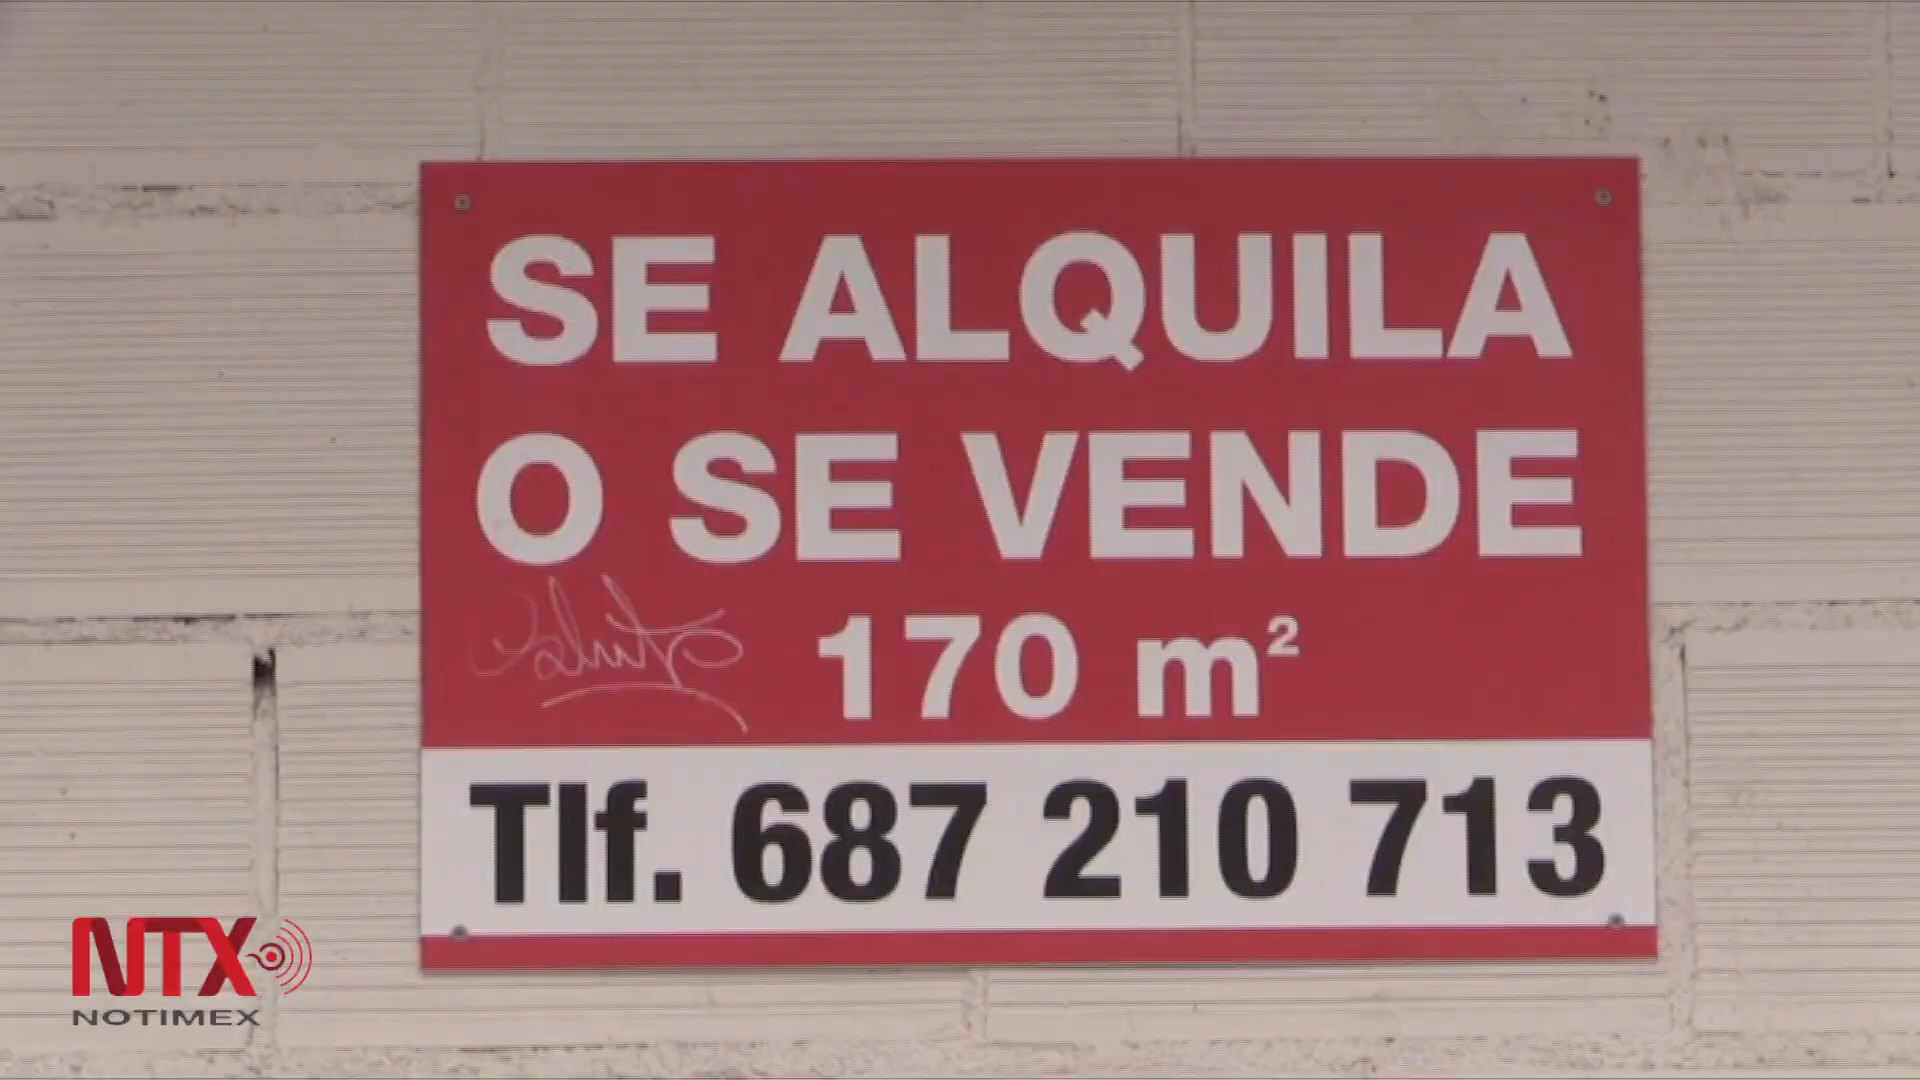 SE ALQUILA
O SE VENDE
170 m²
Tlf. 687 210 713
NTX
NOTIMEX